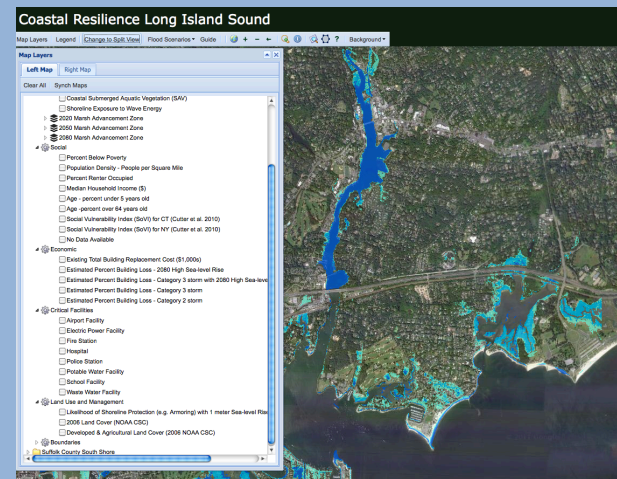 Coastal Resilience Long Island Sound
Map Layers Legend Change to Split View Flood Scenarios Guide + - ? Background
Map Layers
Left Map Right Map
Clear All Synch Maps
Coastal Submerged Aquatic Vegetation (SAV)
Shoreline Exposure to Wave Energy
2020 Marsh Advancement Zone
2050 Marsh Advancement Zone
2080 Marsh Advancement Zone
Social
Percent Below Poverty
Population Density - People per Square Mile
Percent Renter Occupied
Median Household Income ($)
Age - percent under 5 years old
Age -percent over 64 years old
Social Vulnerability Index (SoVI) for CT (Cutter et al. 2010)
Social Vulnerability Index (SoVI) for NY (Cutter et al. 2010)
No Data Available
Economic
Existing Total Building Replacement Cost ($1,000s)
Estimated Percent Building Loss - 2080 High Sea-level Rise
Estimated Percent Building Loss - Category 3 storm with 2080 High Sea-leve
Estimated Percent Building Loss - Category 3 storm
Estimated Percent Building Loss - Category 2 storm
Critical Facilities
Airport Facility
Electric Power Facility
Fire Station
Hospital
Police Station
Potable Water Facility
School Facility
Waste Water Facility
Land Use and Management
Likelihood of Shoreline Protection (e.g. Armoring) with 1 meter Sea-level Rise
2006 Land Cover (NOAA CSC)
Developed & Agricultural Land Cover (2006 NOAA CSC)
Boundaries
Suffolk County South Shore